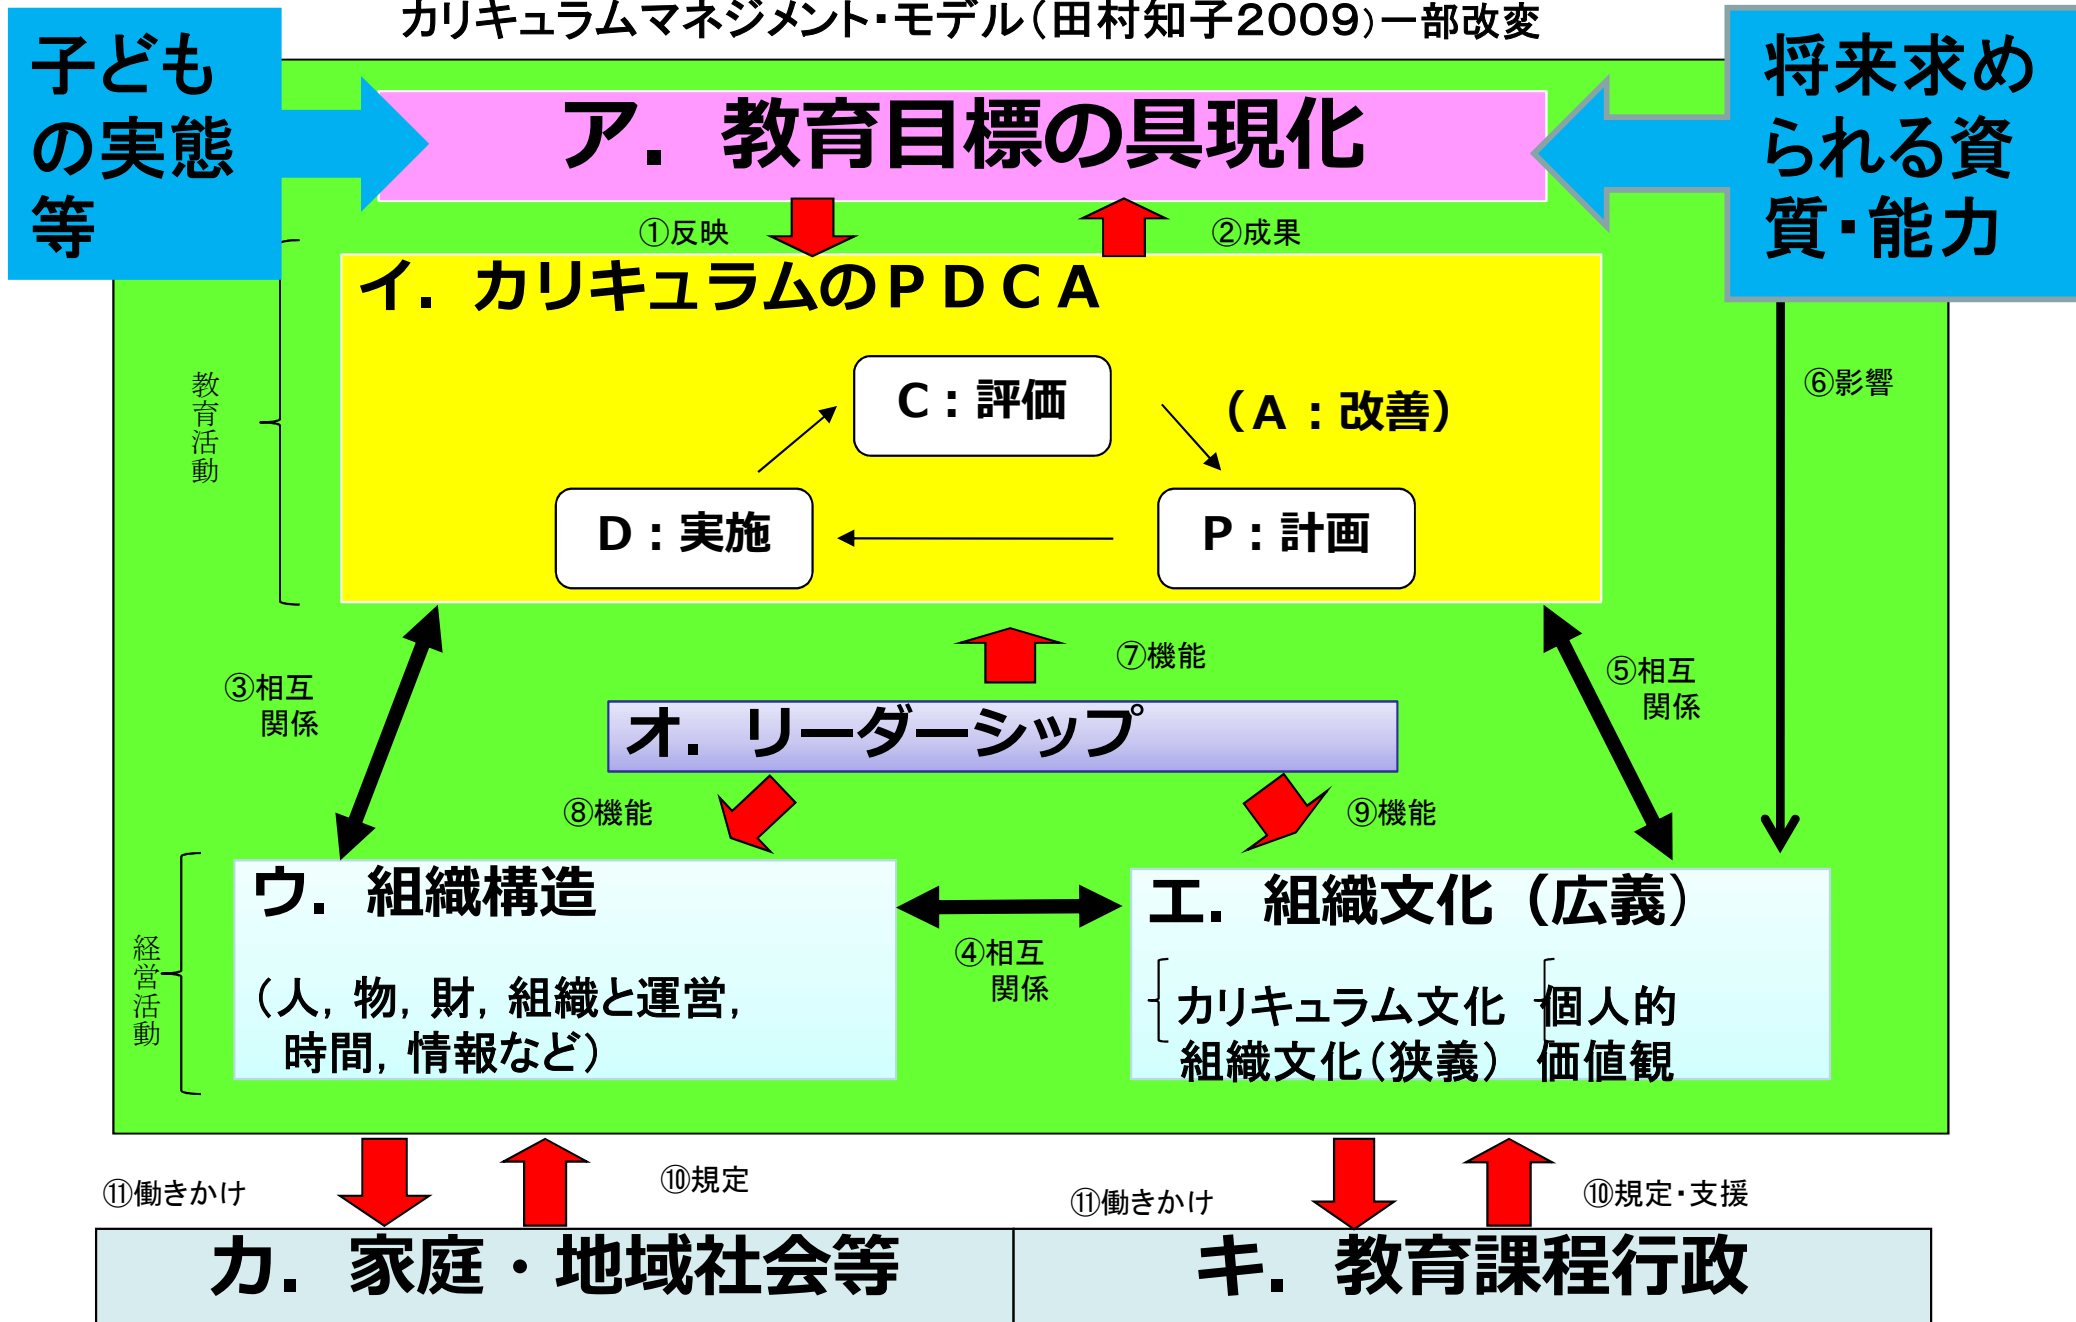 カリキュラムマネジメント・モデル（田村知子2009）一部改変
子ども
の実態
等
将来求め
られる資
質・能力
ア．教育目標の具現化
①反映
②成果
イ．カリキュラムのＰＤＣＡ
C：評価
（A：改善）
D：実施
P：計画
教育活動
⑥影響
③相互
関係
⑦機能
⑤相互
関係
オ．リーダーシップ
⑧機能
⑨機能
経営活動
ウ．組織構造
（人，物，財，組織と運営，
時間，情報など）
④相互
関係
エ．組織文化（広義）
カリキュラム文化
組織文化（狭義）
個人的
価値観
⑪働きかけ
⑩規定
⑪働きかけ
⑩規定・支援
カ．家庭・地域社会等
キ．教育課程行政